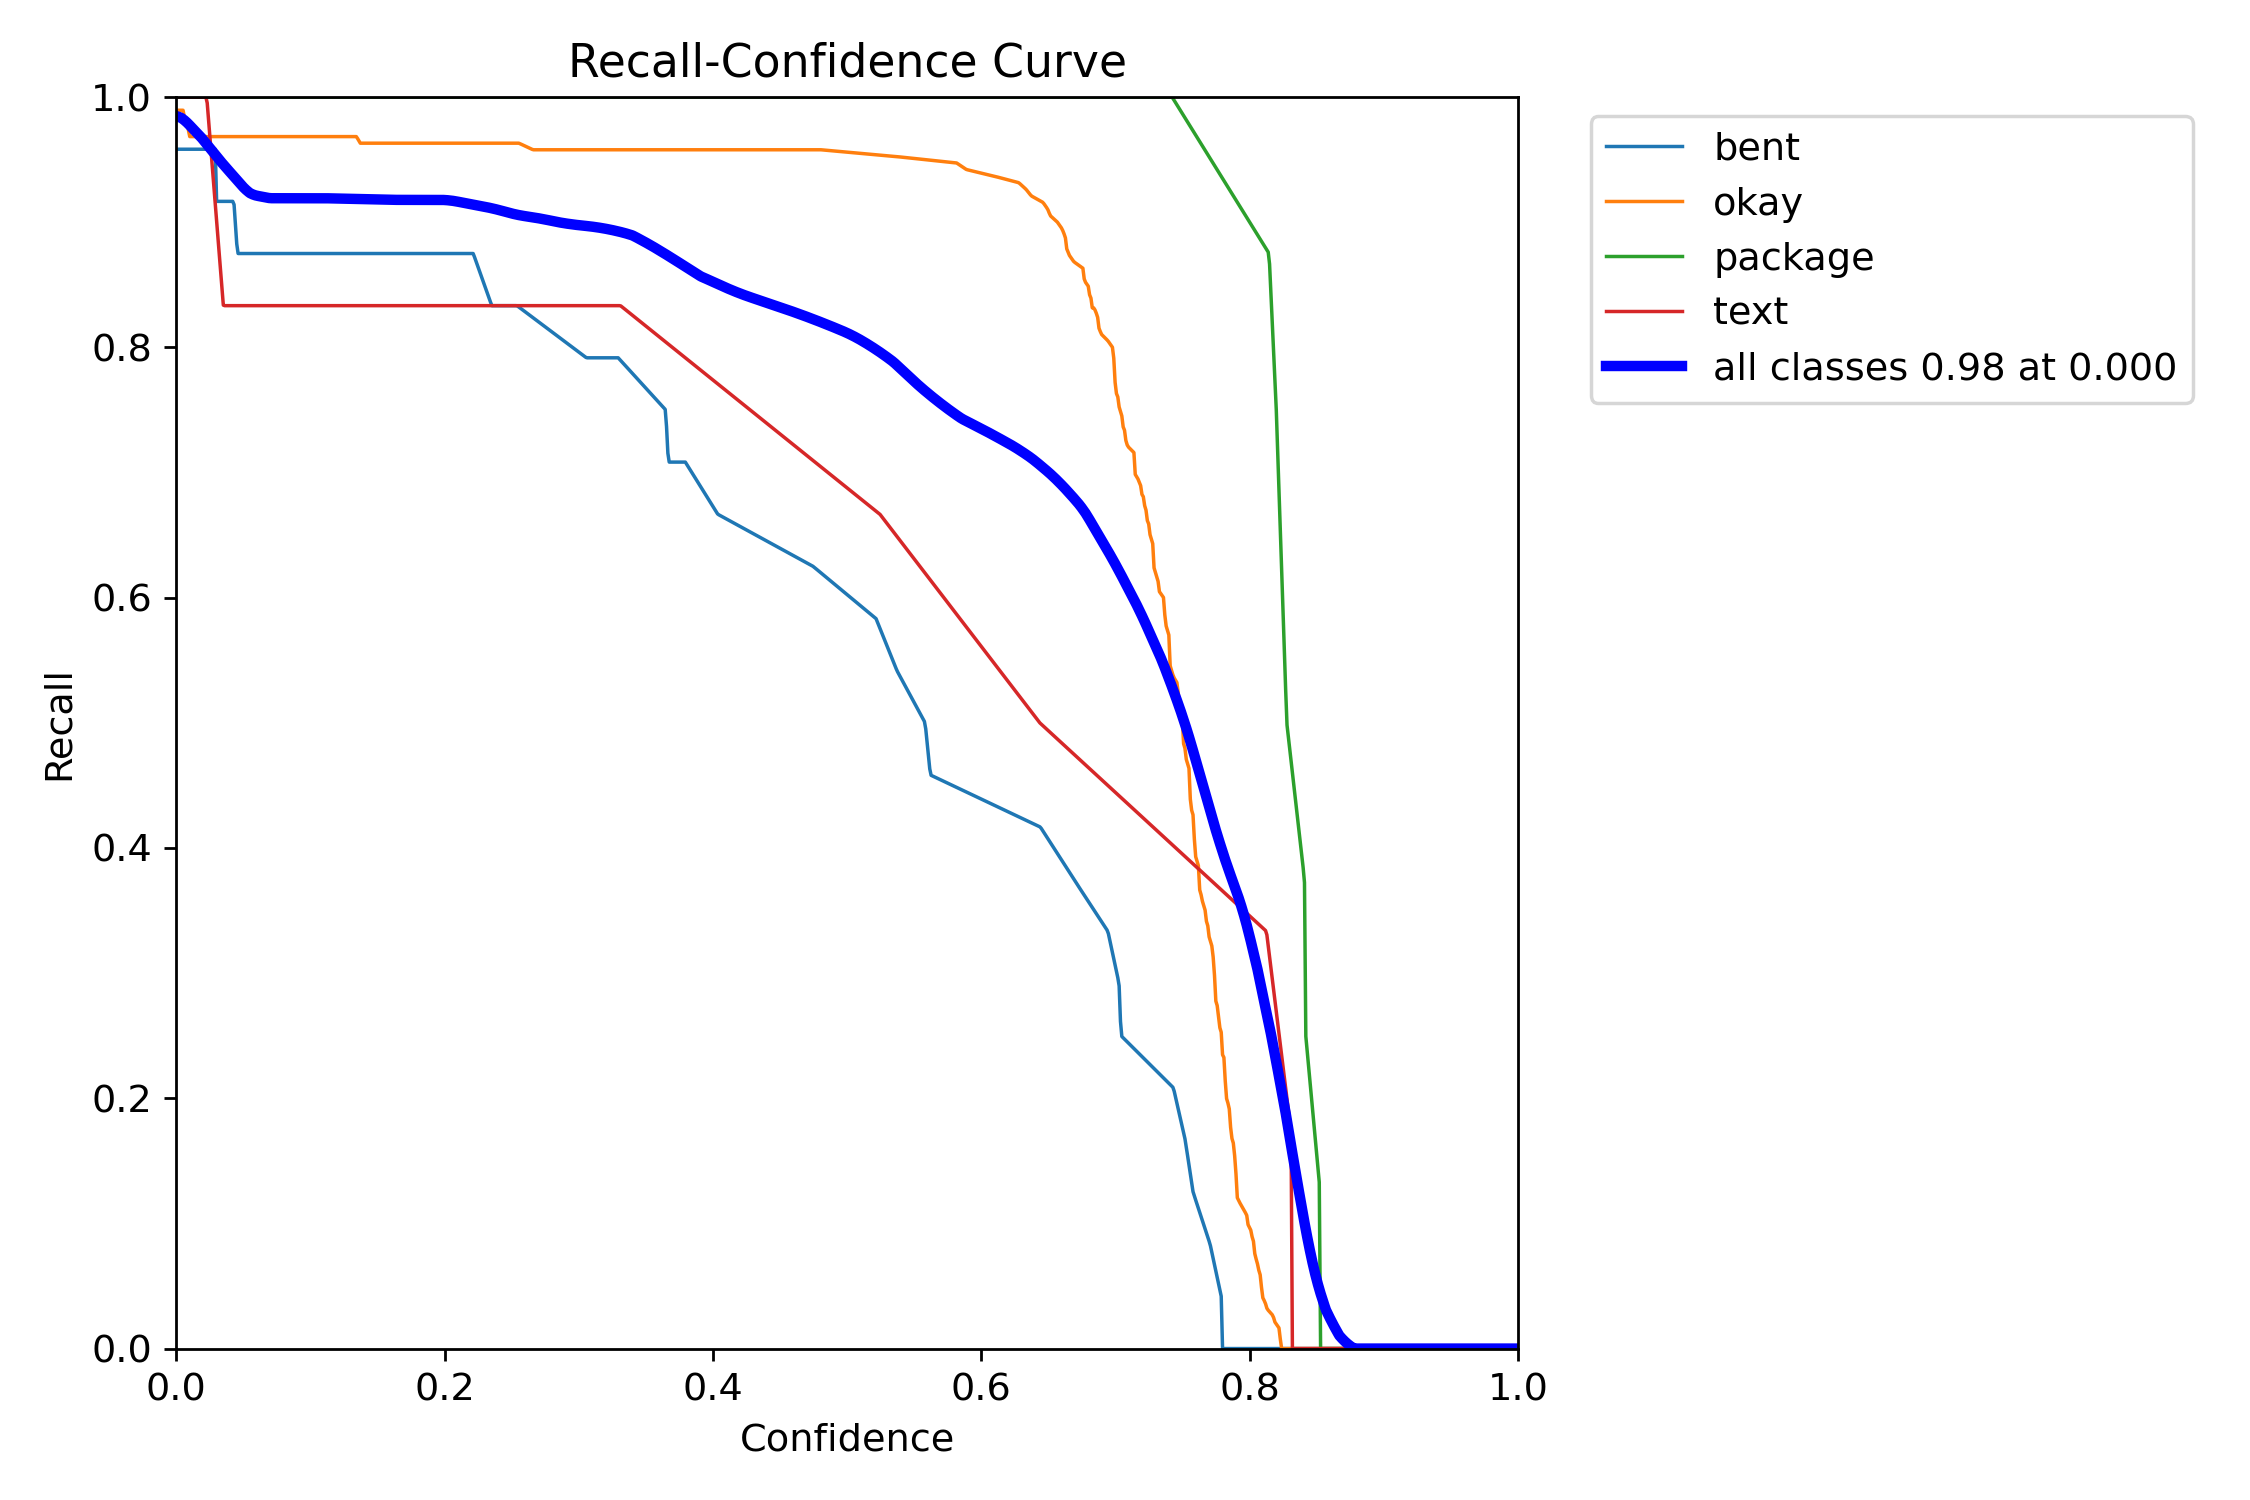 Recall-Confidence Curve
1.0
0.8
0.6
0.4
0.2
0.0
Recall
0.0 0.2 0.4 0.6 0.8 1.0
Confidence
bent
okay
package
text
all classes 0.98 at 0.000